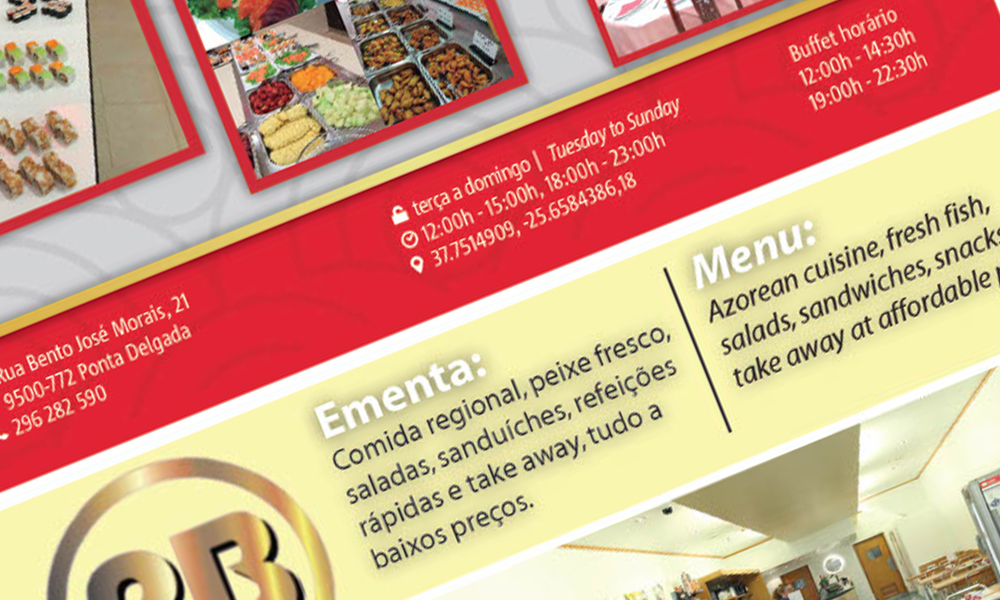 Buffet horário
12:00h - 14:30h
19:00h - 22:30h
terça a domingo | Tuesday to Sunday
12:00h - 15:00h, 18:00h - 23:00h
37.7514909, -25.6584386,18
Rua Bento José Morais, 21
9500-772 Ponta Delgada
296 282 590
Ementa:
Comida regional, peixe fresco,
saladas, sanduíches, refeições
rápidas e take away, tudo a
baixos preços.
Menu:
Azorean cuisine, fresh fish,
salads, sandwiches, snacks
take away at affordable